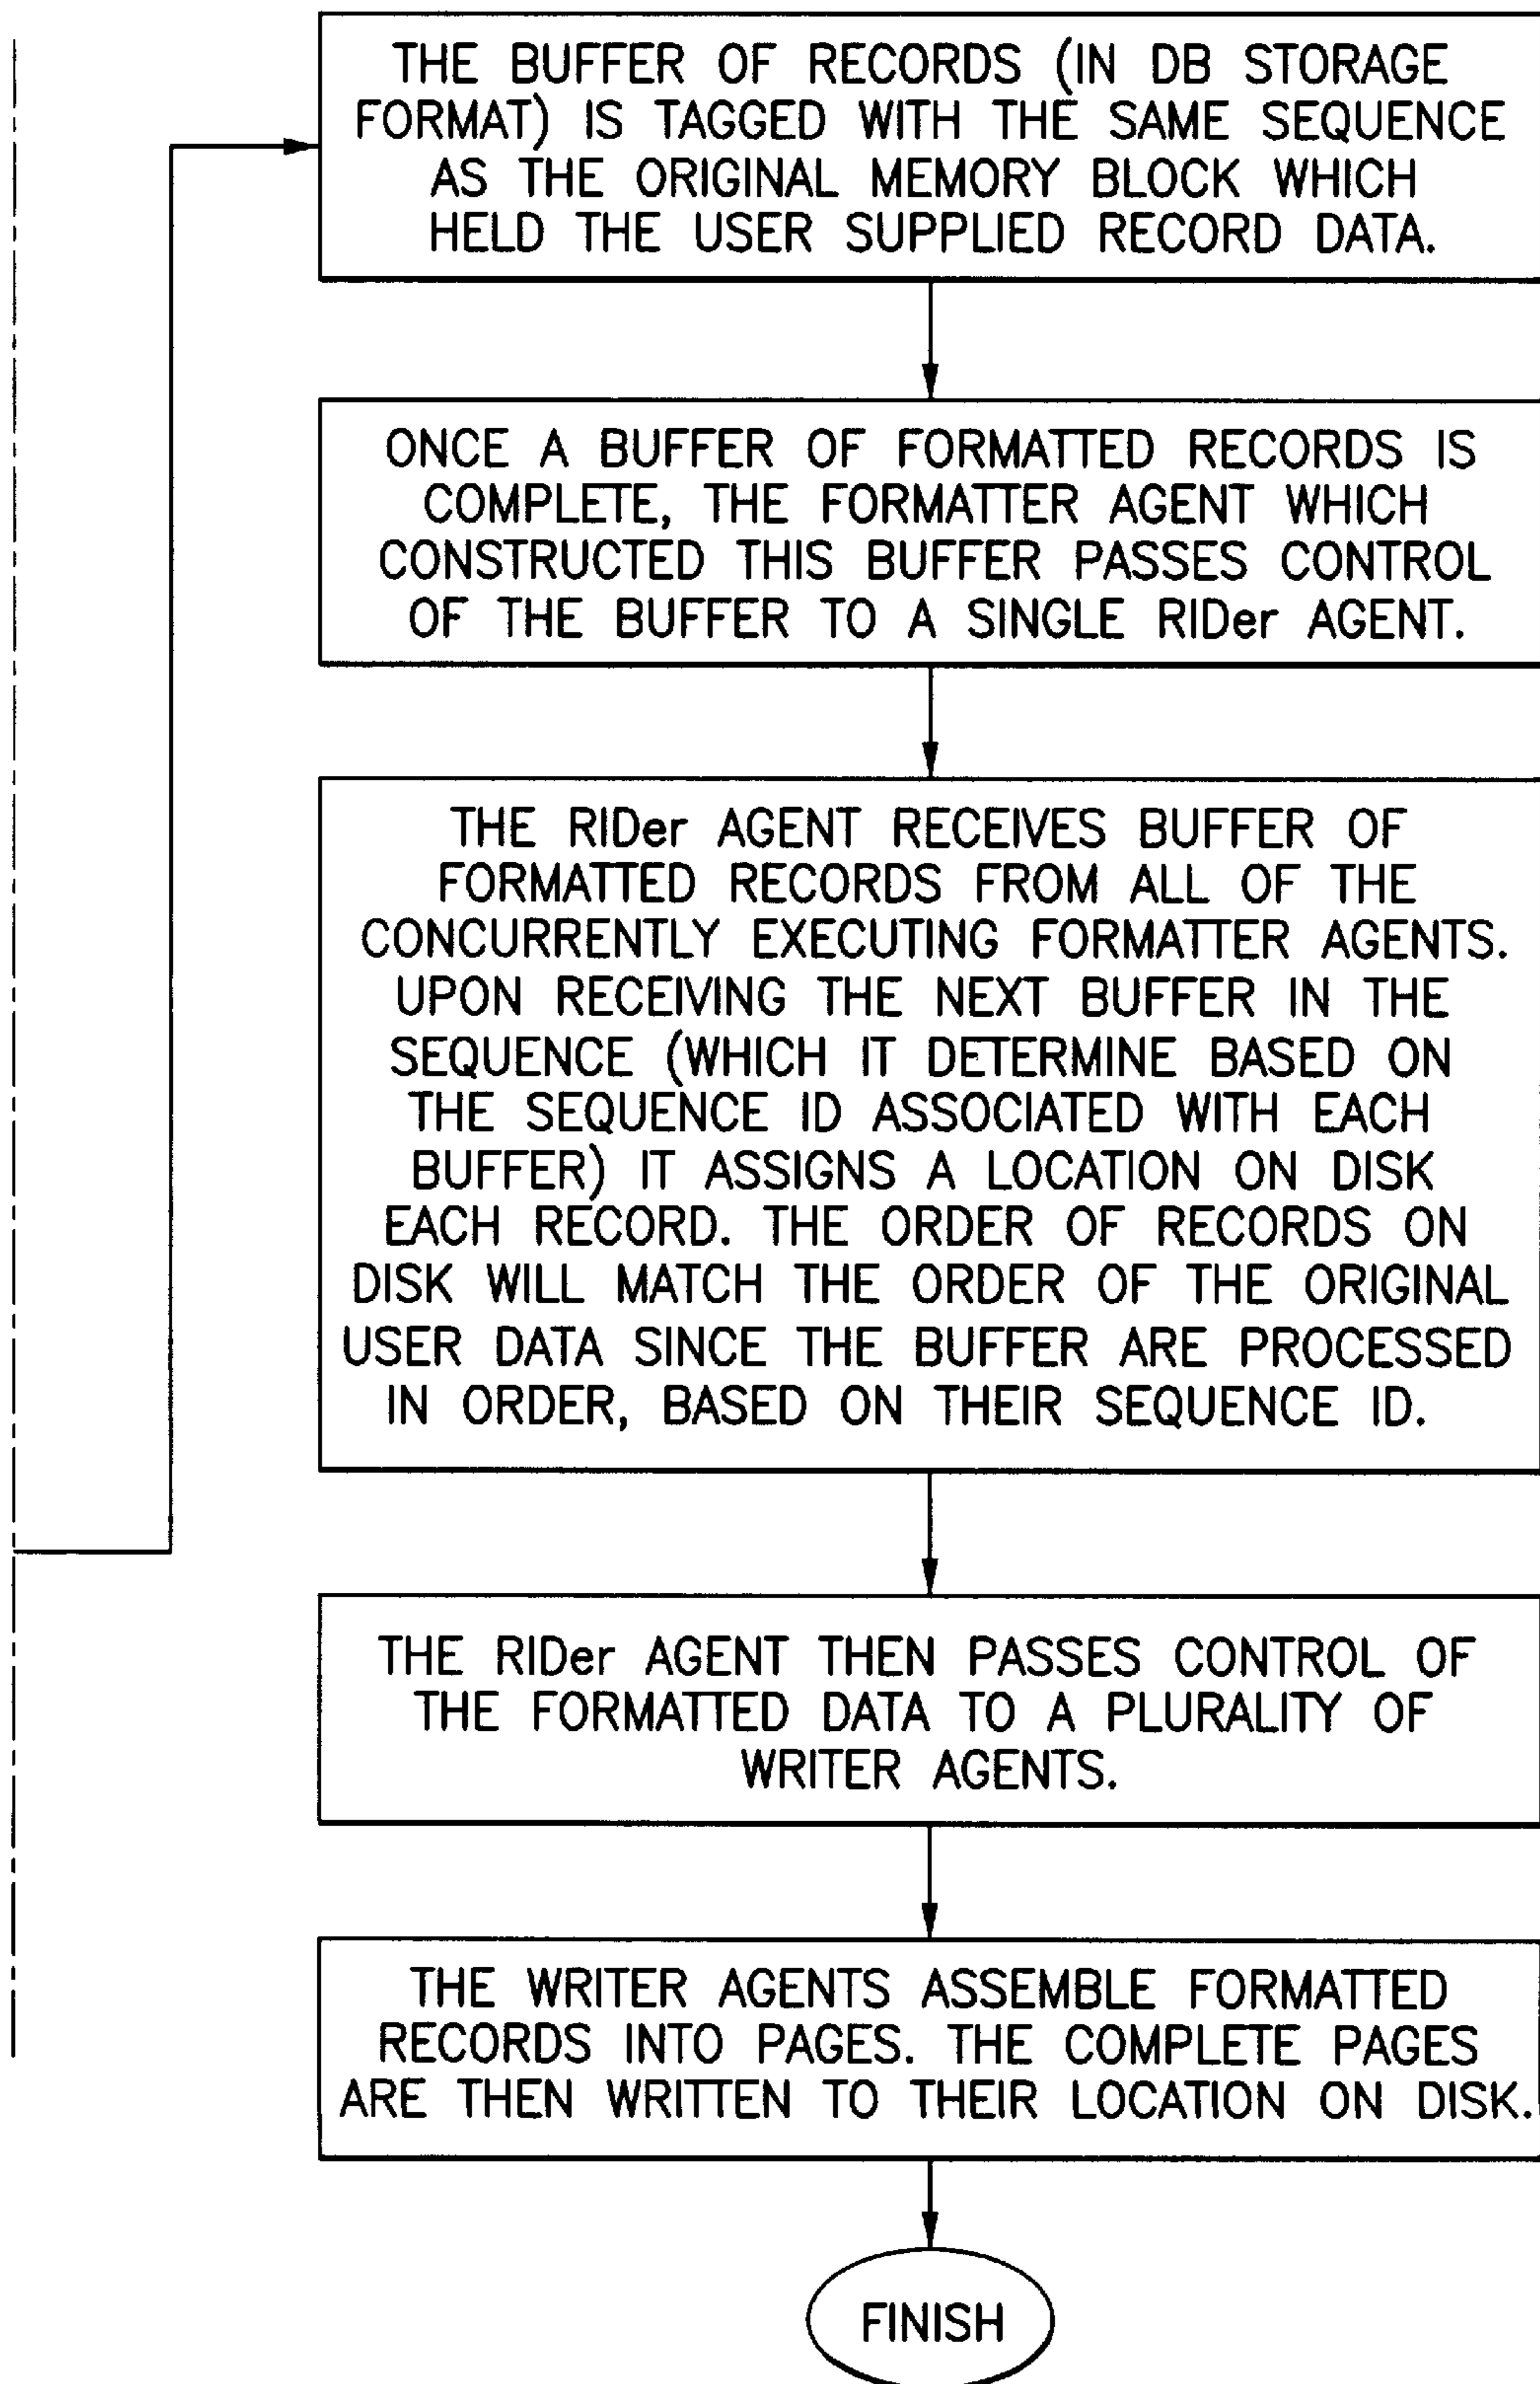 THE BUFFER OF RECORDS (IN DB STORAGE
FORMAT) IS TAGGED WITH THE SAME SEQUENCE
AS THE ORIGINAL MEMORY BLOCK WHICH
HELD THE USER SUPPLIED RECORD DATA.
ONCE A BUFFER OF FORMATTED RECORDS IS
COMPLETE, THE FORMATTER AGENT WHICH
CONSTRUCTED THIS BUFFER PASSES CONTROL
OF THE BUFFER TO A SINGLE RIDer AGENT.
THE RIDer AGENT RECEIVES BUFFER OF
FORMATTED RECORDS FROM ALL OF THE
CONCURRENTLY EXECUTING FORMATTER AGENTS.
UPON RECEIVING THE NEXT BUFFER IN THE
SEQUENCE (WHICH IT DETERMINE BASED ON
THE SEQUENCE ID ASSOCIATED WITH EACH
BUFFER) IT ASSIGNS A LOCATION ON DISK
EACH RECORD. THE ORDER OF RECORDS ON
DISK WILL MATCH THE ORDER OF THE ORIGINAL
USER DATA SINCE THE BUFFER ARE PROCESSED
IN ORDER, BASED ON THEIR SEQUENCE ID.
THE RIDer AGENT THEN PASSES CONTROL OF
THE FORMATTED DATA TO A PLURALITY OF
WRITER AGENTS.
THE WRITER AGENTS ASSEMBLE FORMATTED
RECORDS INTO PAGES. THE COMPLETE PAGES
ARE THEN WRITTEN TO THEIR LOCATION ON DISK.
FINISH